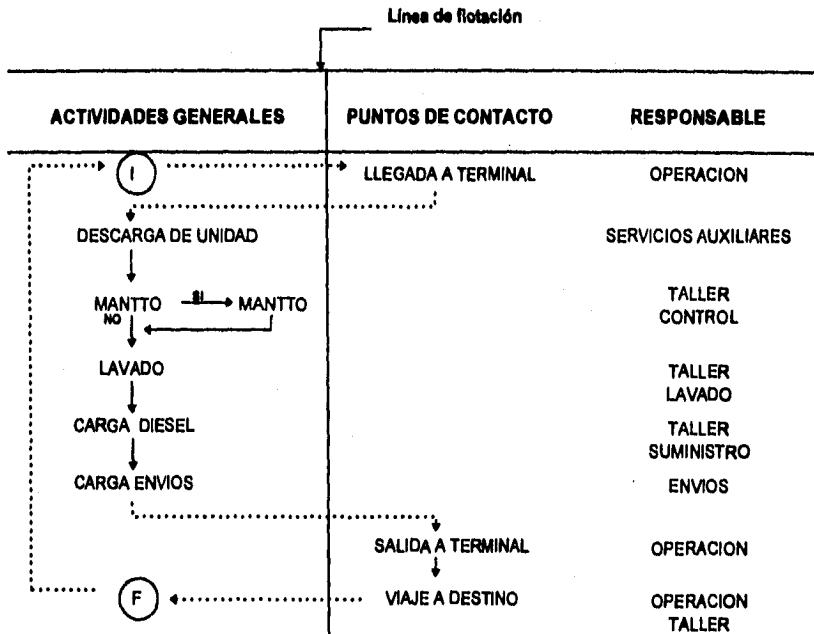 Línea de flotación
ACTIVIDADES GENERALES PUNTOS DE CONTACTO RESPONSABLE
I LLEGADA A TERMINAL OPERACION
DESCARGA DE UNIDAD SERVICIOS AUXILIARES
MANTTO SI MANTTO TALLER
NO CONTROL
LAVADO TALLER
LAVADO
CARGA DIESEL TALLER
SUMINISTRO
CARGA ENVIOS ENVIOS
SALIDA A TERMINAL OPERACION
F VIAJE A DESTINO OPERACION
TALLER